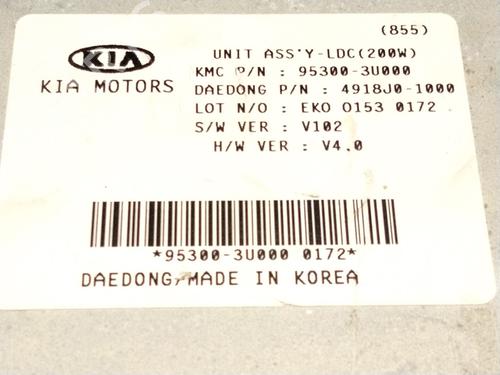 (855)
KIA
KIA MOTORS
UNIT ASS'Y-LDC(200W)
KMC P/N : 95300-3U000
DAEDONG P/N : 4918J0-1000
LOT N/O : EKO O153 0172
S/W VER : V102
H/W VER : V4.0
*95300-3U000 0172*
DAEDONG/MADE IN KOREA